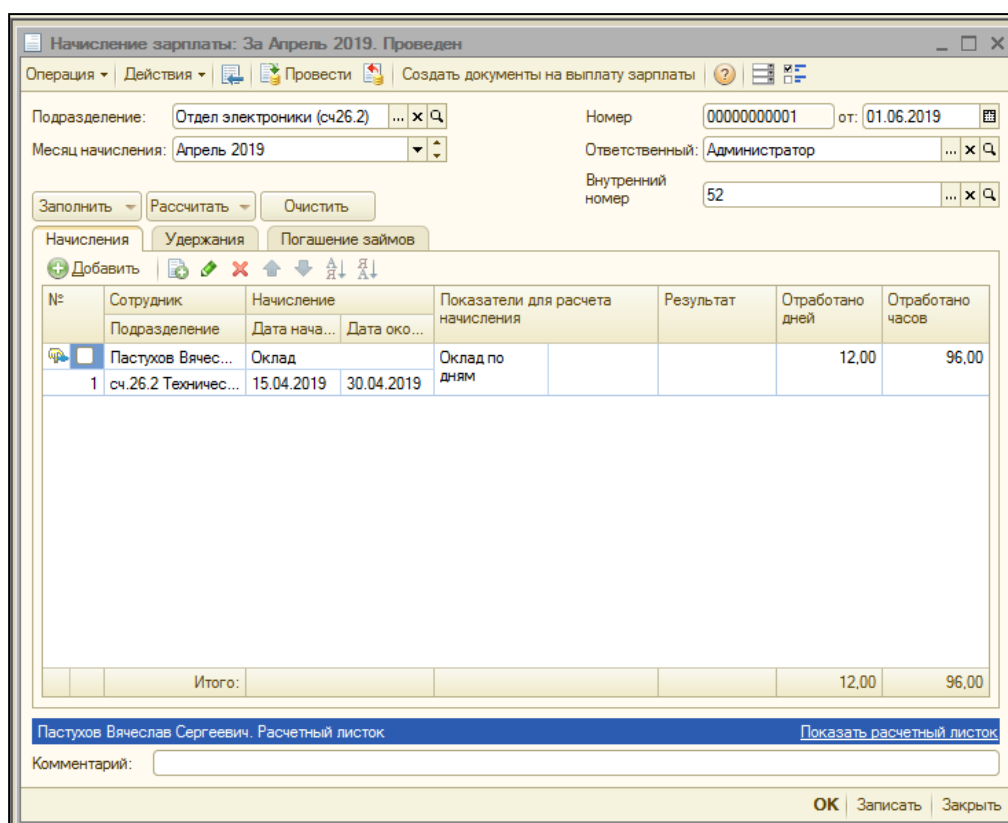 Начисление зарплаты: За Апрель 2019. Проведен
Операция Действия Провести Создать документы на выплату зарплаты
Подразделение: Отдел электроники (сч26.2) ... Номер 00000000001 от: 01.06.2019
Месяц начисления: Апрель 2019 Ответственный: Администратор ...
Внутренний номер 52 ...
Заполнить Рассчитать Очистить
Начисления Удержания Погашение займов
Добавить
№ Сотрудник Начисление Показатели для расчета начисления Результат Отработано дней Отработано часов
Подразделение Дата нача... Дата око...
Пастухов Вячес... Оклад Оклад по дням 12,00 96,00
1 сч.26.2 Техничес... 15.04.2019 30.04.2019
Итого: 12,00 96,00
Пастухов Вячеслав Сергеевич. Расчетный листок Показать расчетный листок
Комментарий:
OK Записать Закрыть